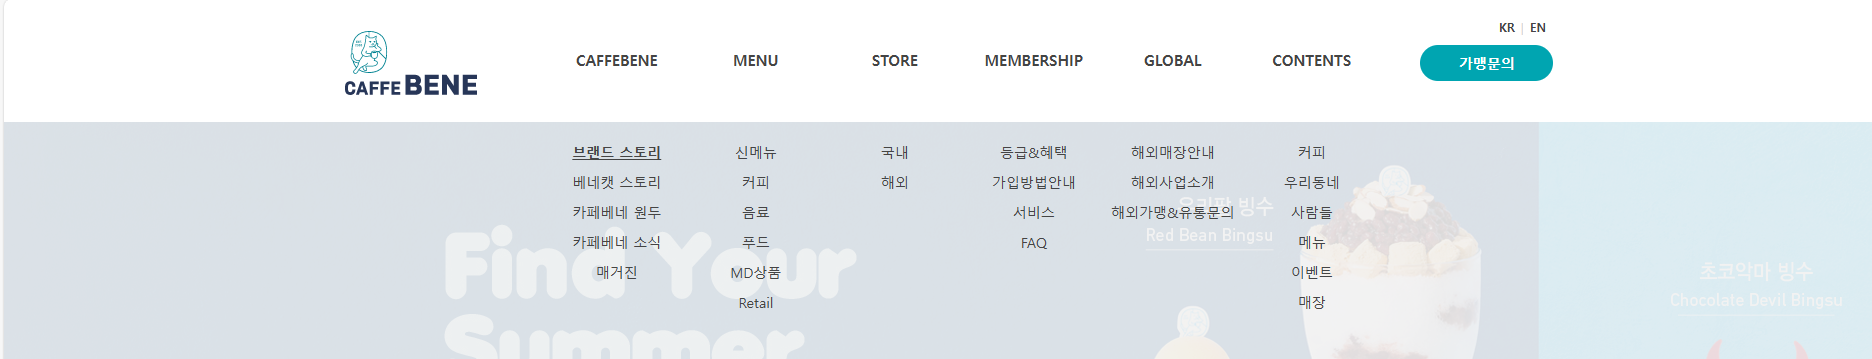 KR | EN
CAFFE BENE
CAFFEBENE MENU STORE MEMBERSHIP GLOBAL CONTENTS 가맹문의
브랜드 스토리 신메뉴 국내 등급&혜택 해외매장안내 커피
베네캣 스토리 커피 해외 가입방법안내 해외사업소개 우리동네
카페베네 원두 음료 서비스 해외가맹&유통문의 사람들
카페베네 소식 푸드 FAQ 메뉴
매거진 MD상품 이벤트
Retail 매장
Find Your
Summer
빙수
Red Bean Bingsu
초코악마 빙수
Chocolate Devil Bingsu